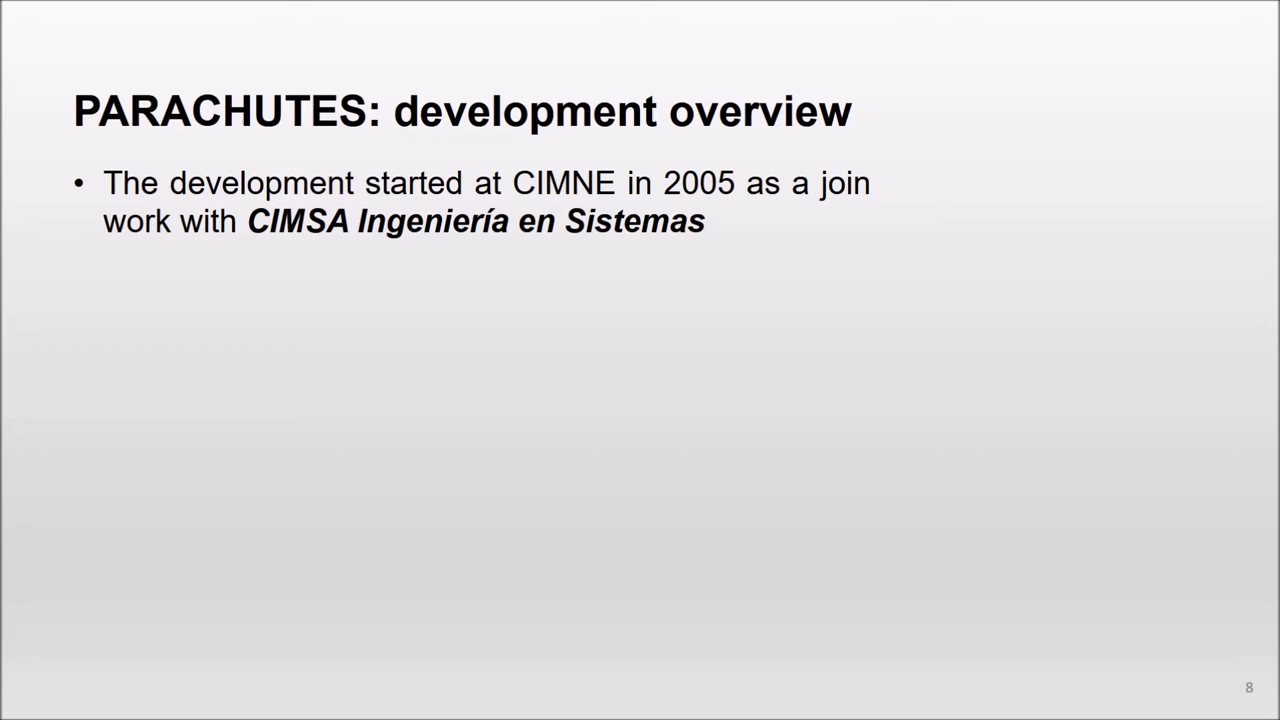 PARACHUTES: development overview
• The development started at CIMNE in 2005 as a join
work with CIMSA Ingeniería en Sistemas
8